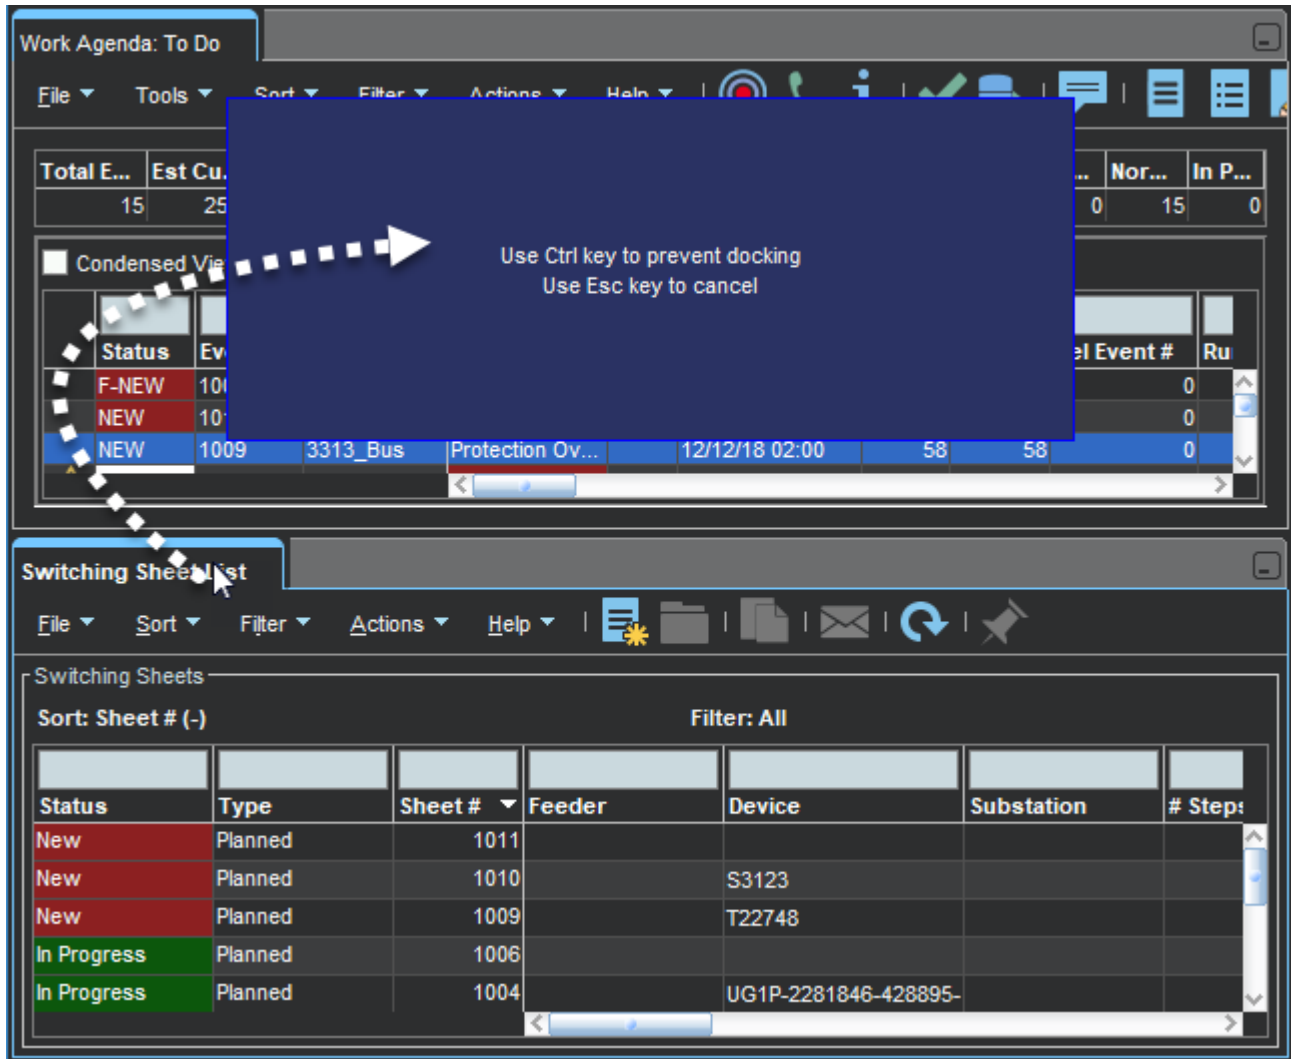 Work Agenda: To Do
File Tools Sort Filter Actions Help
Total E... Est Cu... Nor... In P...
15 25 0 15 0
Use Ctrl key to prevent docking
Condensed
Use Esc key to cancel
Status Event #
F-NEW 0
NEW 0
NEW 1009 3313_Bus Protection Ov... 12/12/18 02:00 58 58 0
Switching Sheet List
File Sort Filter Actions Help
Switching Sheets
Sort: Sheet # (-) Filter: All
Status Type Sheet # Feeder Device Substation # Steps
New Planned 1011
New Planned 1010 S3123
New Planned 1009 T22748
In Progress Planned 1006
In Progress Planned 1004 UG1P-2281846-428895-